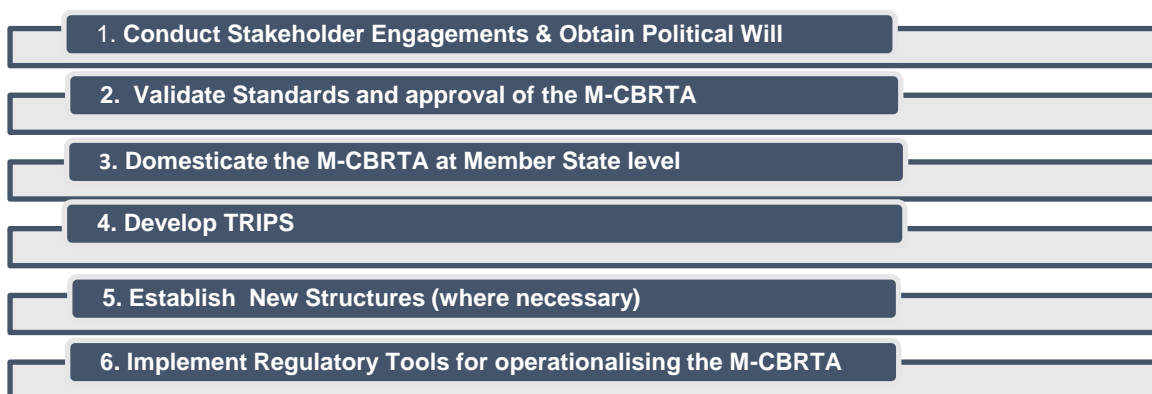 1. Conduct Stakeholder Engagements & Obtain Political Will
2. Validate Standards and approval of the M-CBRTA
3. Domesticate the M-CBRTA at Member State level
4. Develop TRIPS
5. Establish New Structures (where necessary)
6. Implement Regulatory Tools for operationalising the M-CBRTA